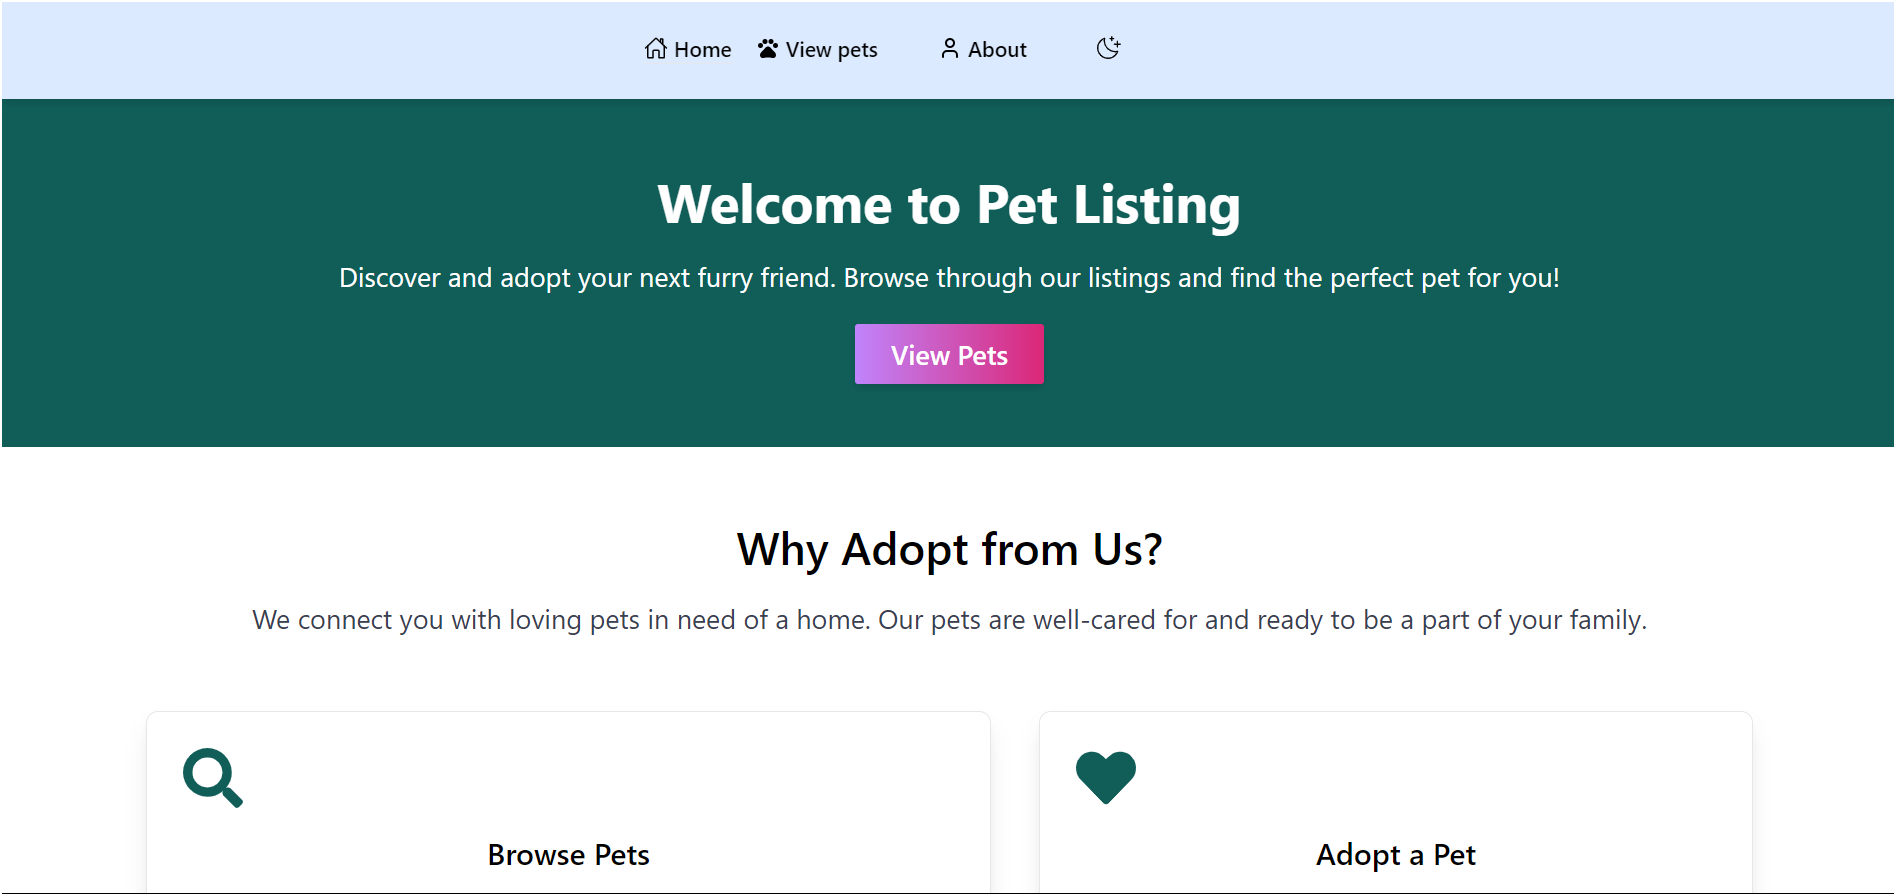 Home View pets About
Welcome to Pet Listing
Discover and adopt your next furry friend. Browse through our listings and find the perfect pet for you!
View Pets
Why Adopt from Us?
We connect you with loving pets in need of a home. Our pets are well-cared for and ready to be a part of your family.
Browse Pets
Adopt a Pet